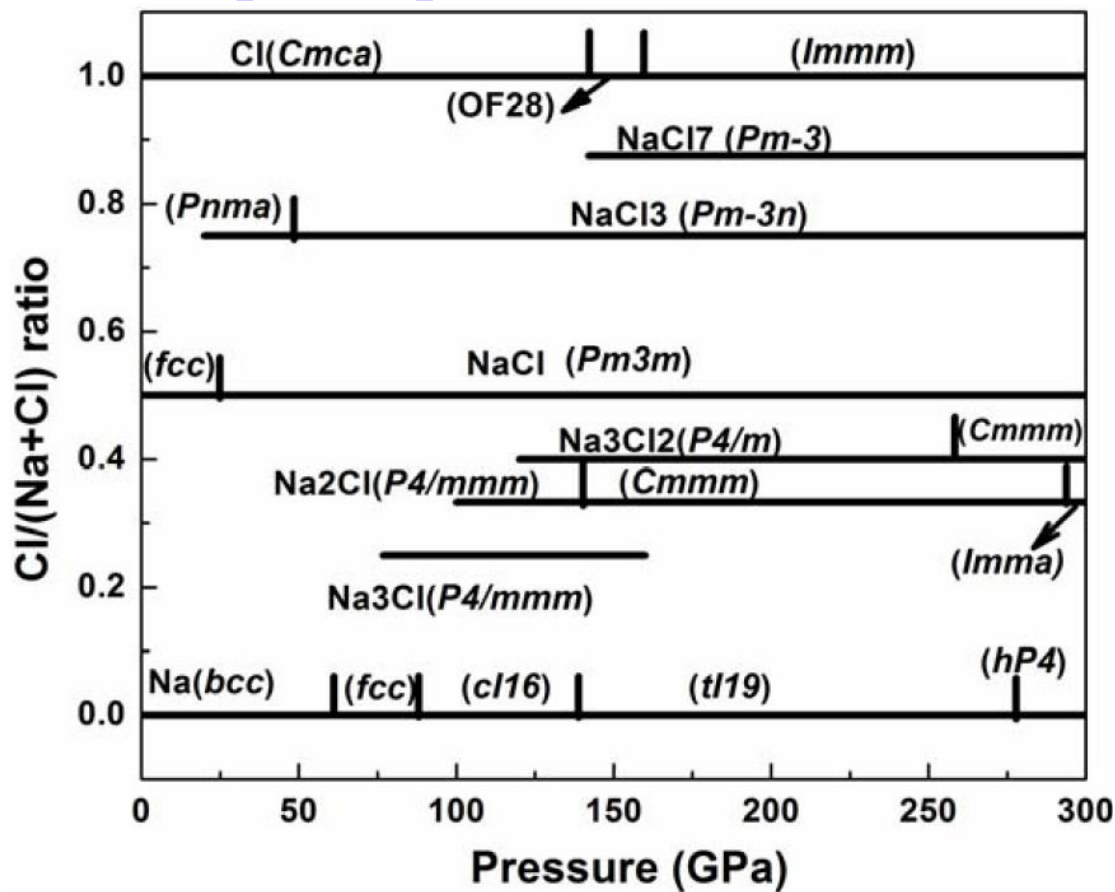 Cl(Cmca)
(Immm)
(OF28)
NaCl7 (Pm-3)
(Pnma)
NaCl3 (Pm-3n)
(fcc)
NaCl (Pm3m)
Na3Cl2(P4/m)
(Cmmm)
Na2Cl(P4/mmm)
(Cmmm)
(Imma)
Na3Cl(P4/mmm)
Na(bcc)
(fcc)
(cI16)
(tI19)
(hP4)
1.0
0.8
0.6
0.4
0.2
0.0
Cl/(Na+Cl) ratio
0 50 100 150 200 250 300
Pressure (GPa)